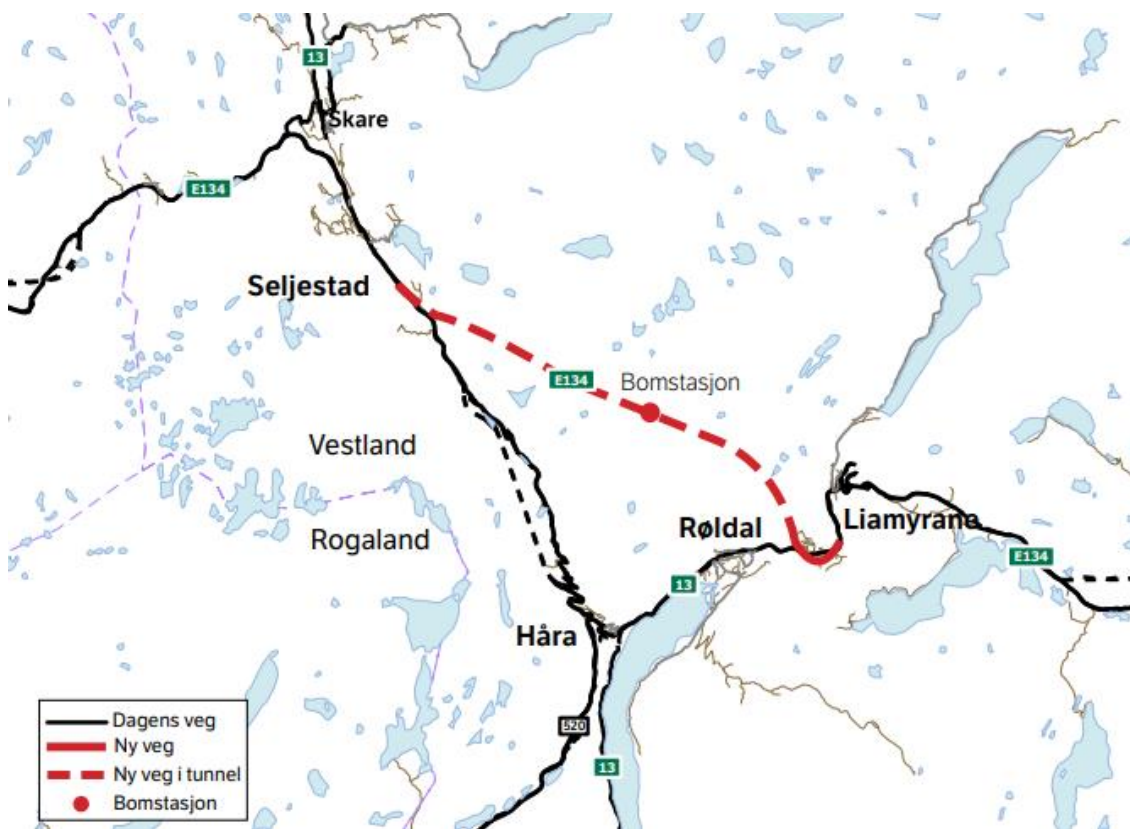 13
Skare
E134
Seljestad
E134
Bomstasjon
Vestland
Røldal
Liamyrane
Rogaland
E134
13
Håra
520
13
Dagens veg
Ny veg
Ny veg i tunnel
Bomstasjon